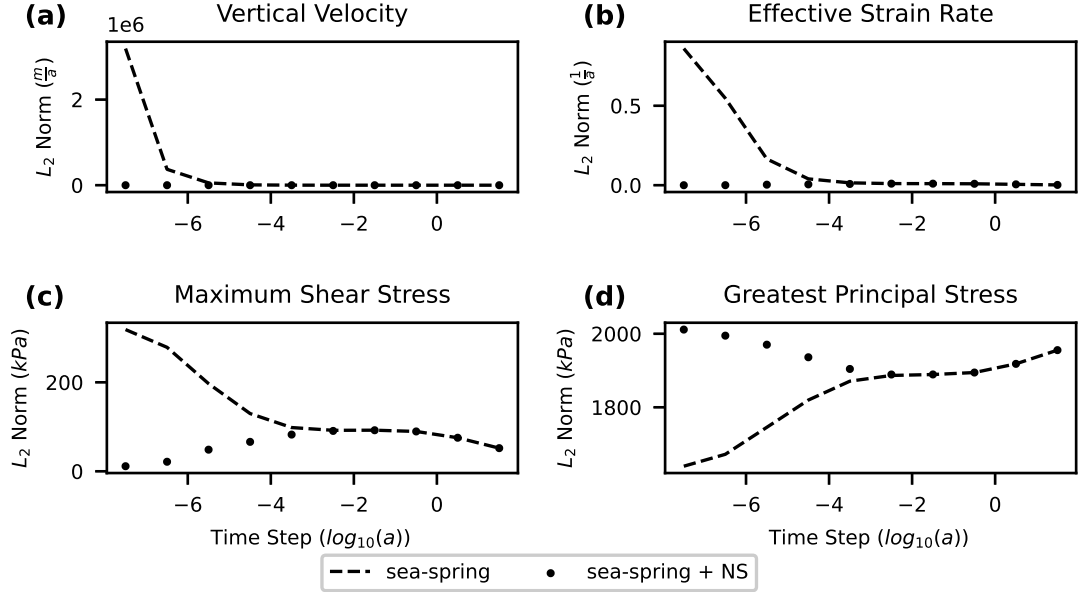 (a) Vertical Velocity
1e6
L₂ Norm (m/a)
2
0
−6 −4 −2 0
(b) Effective Strain Rate
L₂ Norm (1/a)
0.5
0.0
−6 −4 −2 0
(c) Maximum Shear Stress
L₂ Norm (kPa)
200
0
−6 −4 −2 0
Time Step (log₁₀(a))
(d) Greatest Principal Stress
L₂ Norm (kPa)
2000
1800
−6 −4 −2 0
Time Step (log₁₀(a))
sea-spring sea-spring + NS